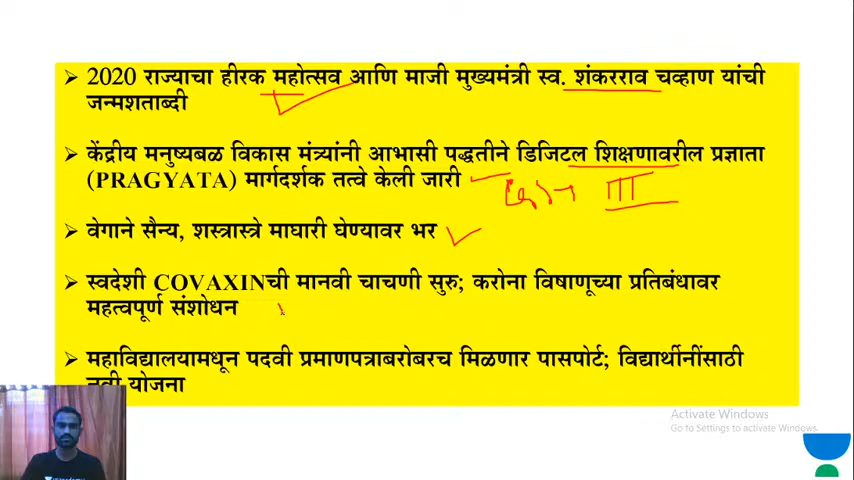 ➢ 2020 राज्याचा हीरक महोत्सव आणि माजी मुख्यमंत्री स्व. शंकरराव चव्हाण यांची
जन्मशताब्दी
➢ केंद्रीय मनुष्यबळ विकास मंत्र्यांनी आभासी पद्धतीने डिजिटल शिक्षणावरील प्रज्ञाता
(PRAGYATA) मार्गदर्शक तत्वे केली जारी
III
➢ वेगाने सैन्य, शस्त्रास्त्रे माघारी घेण्यावर भर
➢ स्वदेशी COVAXINची मानवी चाचणी सुरु; करोना विषाणूच्या प्रतिबंधावर
महत्वपूर्ण संशोधन
➢ महाविद्यालयामधून पदवी प्रमाणपत्राबरोबरच मिळणार पासपोर्ट; विद्यार्थीनींसाठी
नवी योजना
Activate Windows
Go to Settings to activate Windows.